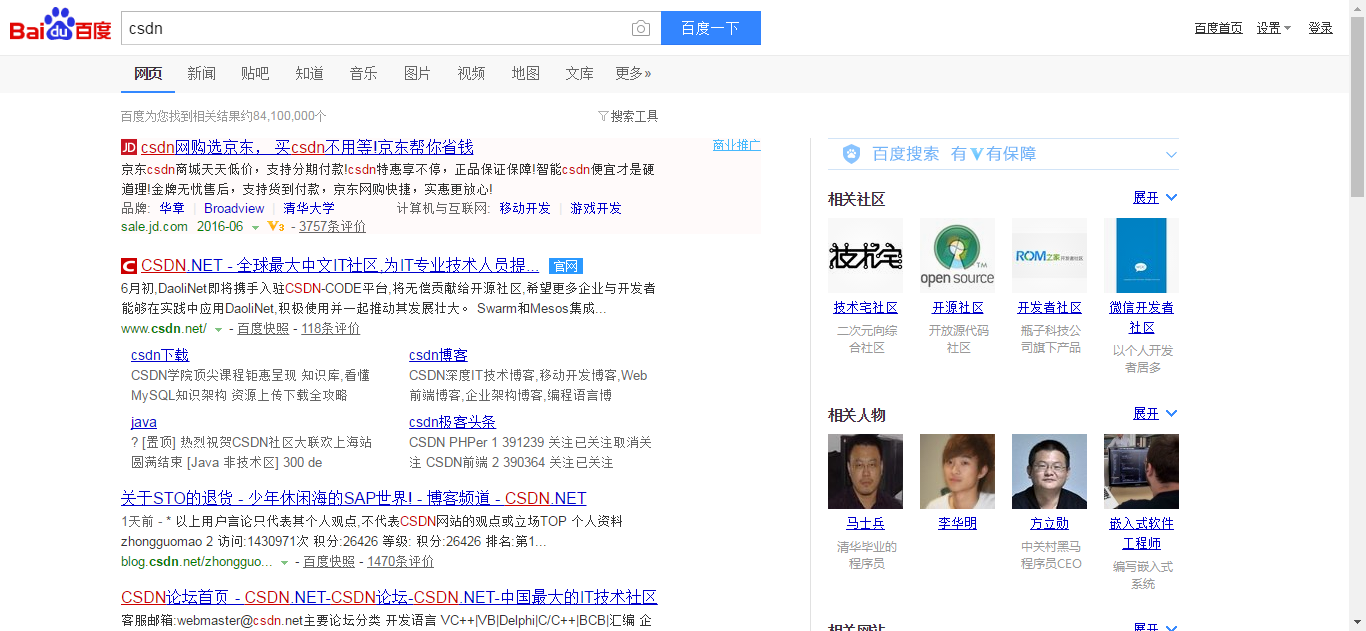 Bai du 百度
csdn
百度一下
百度首页 设置 登录
网页 新闻 贴吧 知道 音乐 图片 视频 地图 文库 更多»
百度为您找到相关结果约84,100,000个
搜索工具
JD csdn网购选京东， 买csdn不用等!京东帮你省钱
商业推广
京东csdn商城天天低价，支持分期付款!csdn特惠享不停，正品保证保障!智能csdn便宜才是硬
道理!金牌无忧售后，支持货到付款，京东网购快捷，实惠更放心!
品牌: 华章 | Broadview | 清华大学 计算机与互联网: 移动开发 | 游戏开发
sale.jd.com 2016-06 V3 - 3757条评价
C CSDN.NET - 全球最大中文IT社区,为IT专业技术人员提... 官网
6月初,DaoliNet即将携手入驻CSDN-CODE平台,将无偿贡献给开源社区,希望更多企业与开发者
能够在实践中应用DaoliNet,积极使用并一起推动其发展壮大。 Swarm和Mesos集成...
www.csdn.net/ - 百度快照 - 118条评价
csdn下载
CSDN学院顶尖课程钜惠呈现 知识库,看懂
MySQL知识架构 资源上传下载全攻略
csdn博客
CSDN深度IT技术博客,移动开发博客,Web
前端博客,企业架构博客,编程语言博
java
? [置顶] 热烈祝贺CSDN社区大联欢上海站
圆满结束 [Java 非技术区] 300 de
csdn极客头条
CSDN PHPer 1 391239 关注已关注取消关
注 CSDN前端 2 390364 关注已关注
关于STO的退货 - 少年休闲海的SAP世界! - 博客频道 - CSDN.NET
1天前 - * 以上用户言论只代表其个人观点,不代表CSDN网站的观点或立场TOP 个人资料
zhongguomao 2 访问:1430971次 积分:26426 等级: 积分:26426 排名:第1...
blog.csdn.net/zhongguo... - 百度快照 - 1470条评价
CSDN论坛首页 - CSDN.NET-CSDN论坛-CSDN.NET-中国最大的IT技术社区
客服邮箱:webmaster@csdn.net主要论坛分类 开发语言 VC++|VB|Delphi|C/C++|BCB|汇编 企
百度搜索 有V有保障
相关社区 展开
技术宅
open source TM
ROM之家 开发者社区
技术宅社区
二次元向综
合社区
开源社区
开放源代码
社区
开发者社区
瓶子科技公
司旗下产品
微信开发者
社区
以个人开发
者居多
相关人物 展开
马士兵
清华毕业的
程序员
李华明
方立勋
中关村黑马
程序员CEO
嵌入式软件
工程师
编写嵌入式
系统
相关网站 展开